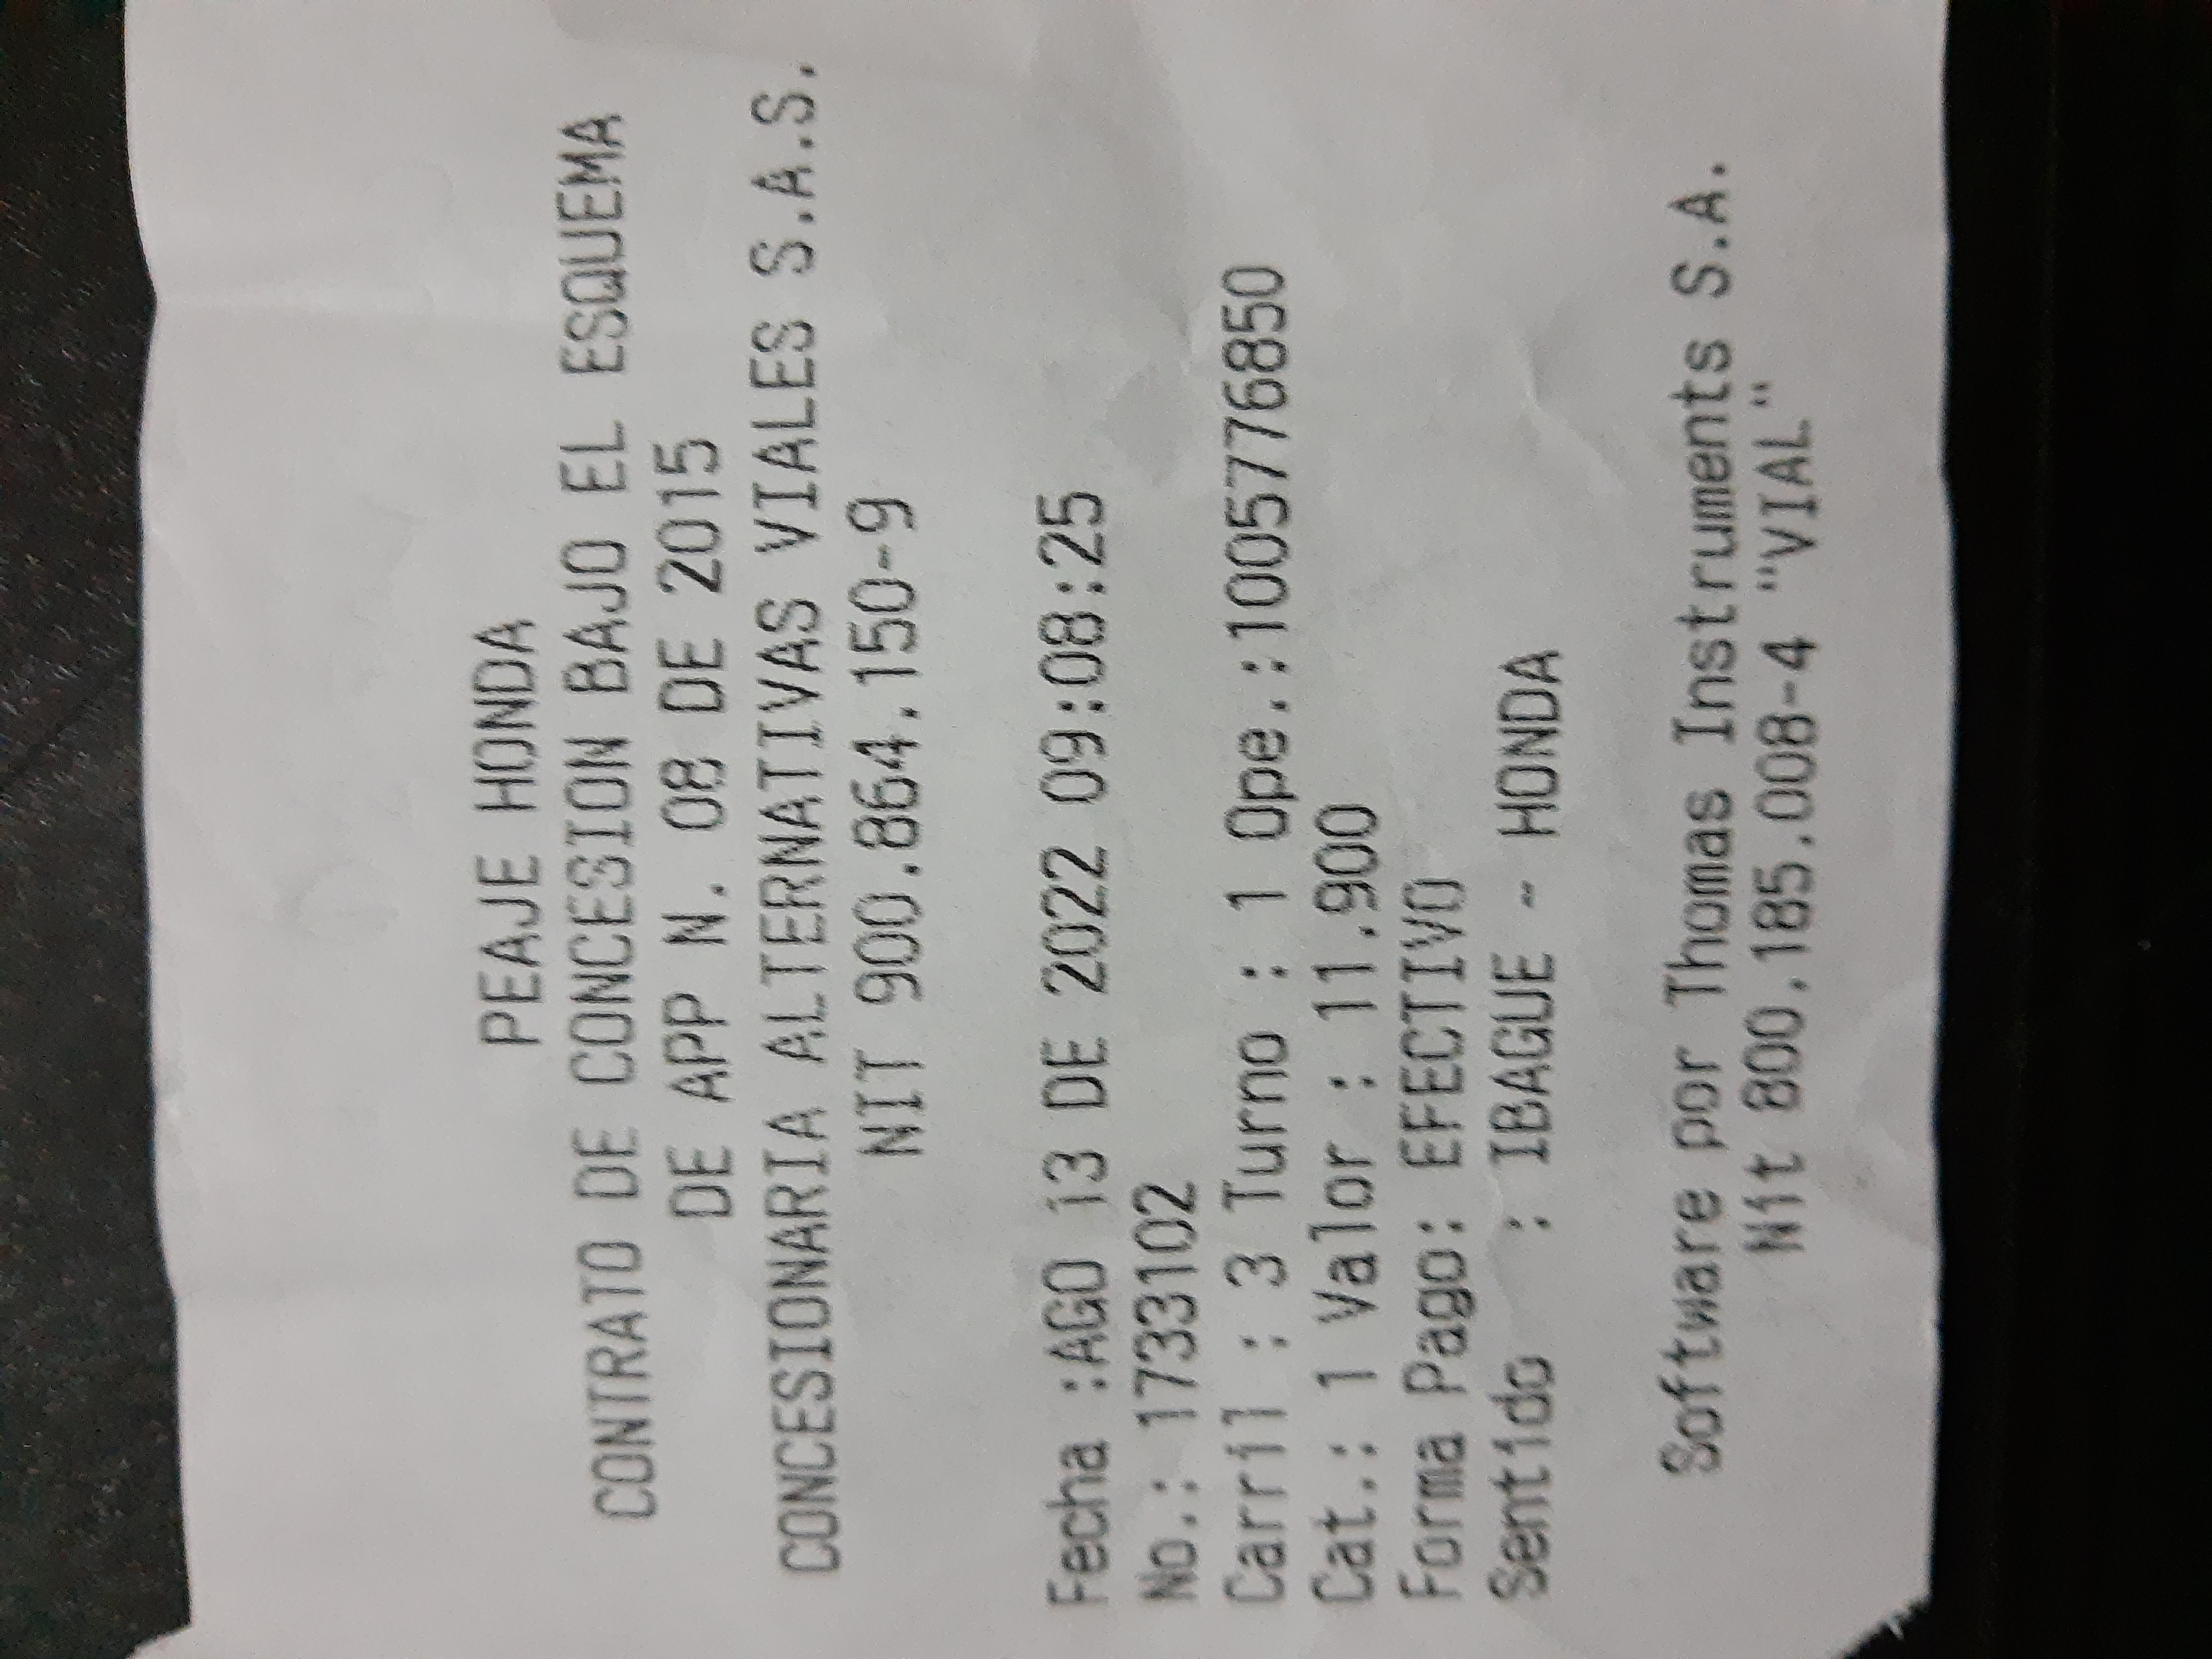 PEAJE HONDA
CONTRATO DE CONCESION BAJO EL ESQUEMA
DE APP N. 08 DE 2015
CONCESIONARIA ALTERNATIVAS VIALES S.A.S.
NIT 900.864.150-9
Fecha :AGO 13 DE 2022 09:08:25
No.: 1733102
Carril : 3 Turno : 1 Ope.:1005776850
Cat.: 1 Valor : 11.900
Forma Pago: EFECTIVO
Sentido : IBAGUE - HONDA
Software por Thomas Instruments S.A.
Nit 800.185.008-4 "VIAL"